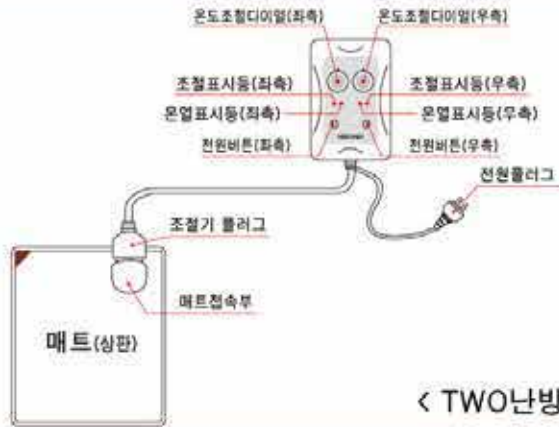 온도조절다이얼(좌측) 온도조절다이얼(우측)
조절표시등(좌측) 조절표시등(우측)
온열표시등(좌측) 온열표시등(우측)
전원버튼(좌측) 전원버튼(우측)
전원플러그
조절기 플러그
매트접속부
매트(상판)
< TWO난방